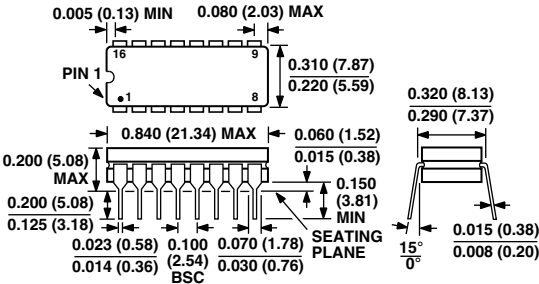 0.005 (0.13) MIN
0.080 (2.03) MAX
16
9
PIN 1
1
8
0.310 (7.87)
0.220 (5.59)
0.320 (8.13)
0.290 (7.37)
0.840 (21.34) MAX
0.060 (1.52)
0.015 (0.38)
0.200 (5.08)
MAX
0.200 (5.08)
0.125 (3.18)
0.150
(3.81)
MIN
SEATING
PLANE
0.023 (0.58)
0.014 (0.36)
0.100
(2.54)
BSC
0.070 (1.78)
0.030 (0.76)
15°
0°
0.015 (0.38)
0.008 (0.20)